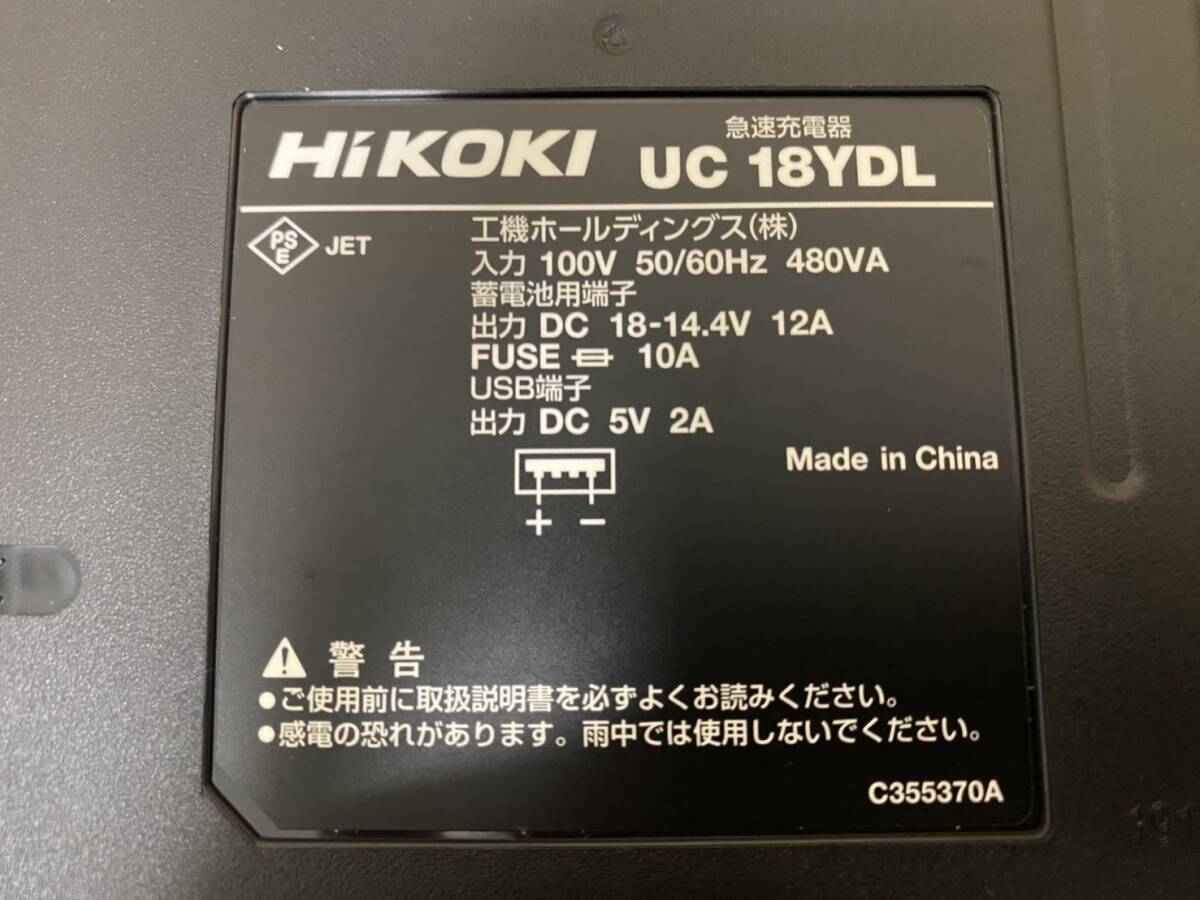 HiKOKI
急速充電器
UC 18YDL
PS
E
JET
工機ホールディングス(株)
入力 100V 50/60Hz 480VA
蓄電池用端子
出力 DC 18-14.4V 12A
FUSE 10A
USB端子
出力 DC 5V 2A
+ −
Made in China
警告
●ご使用前に取扱説明書を必ずよくお読みください。
●感電の恐れがあります。雨中では使用しないでください。
C355370A